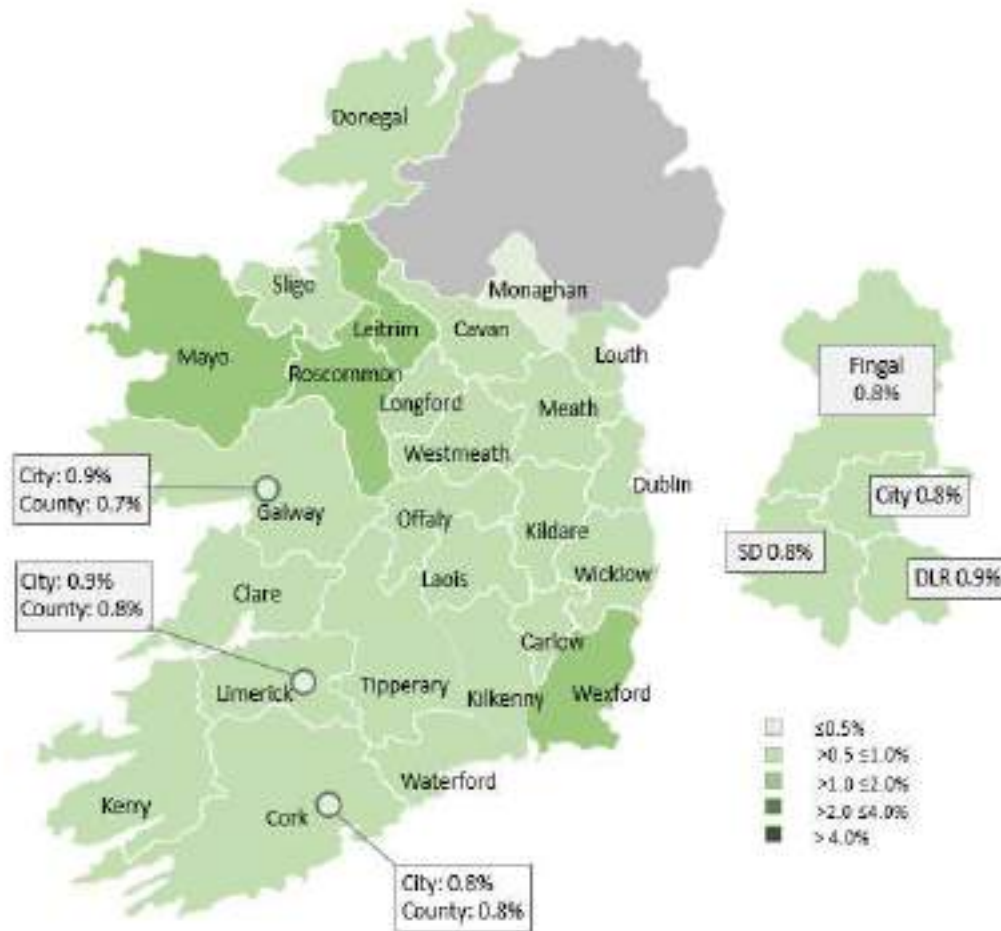 Donegal
Monaghan
Sligo
Leitrim
Cavan
Louth
Mayo
Roscommon
Longford
Meath
Westmeath
Dublin
City: 0.9%
County: 0.7%
Galway
Offaly
Kildare
Laois
Wicklow
City: 0.9%
County: 0.8%
Clare
Carlow
Limerick
Tipperary
Kilkenny
Wexford
Waterford
Kerry
Cork
City: 0.8%
County: 0.8%
Fingal
0.8%
City 0.8%
SD 0.8%
DLR 0.9%
≤0.5%
>0.5 ≤1.0%
>1.0 ≤2.0%
>2.0 ≤4.0%
> 4.0%